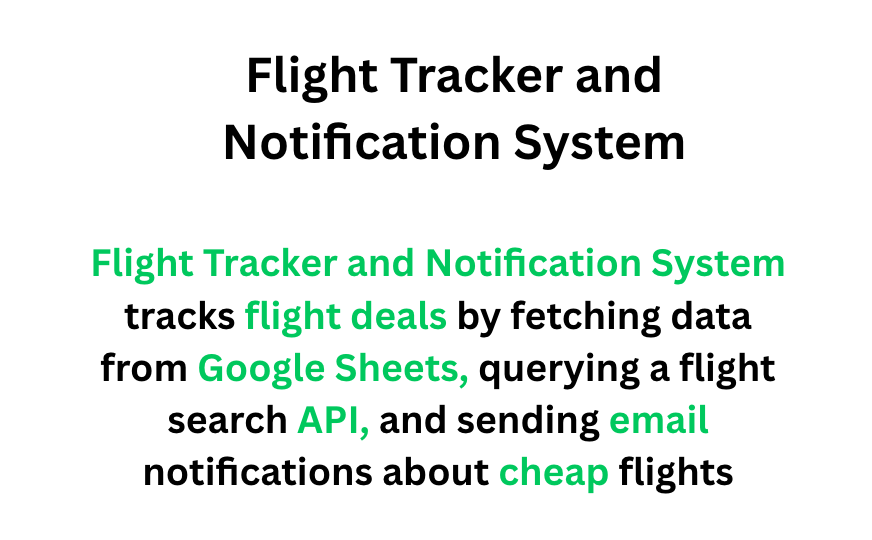 Flight Tracker and
Notification System
Flight Tracker and Notification System
tracks flight deals by fetching data
from Google Sheets, querying a flight
search API, and sending email
notifications about cheap flights